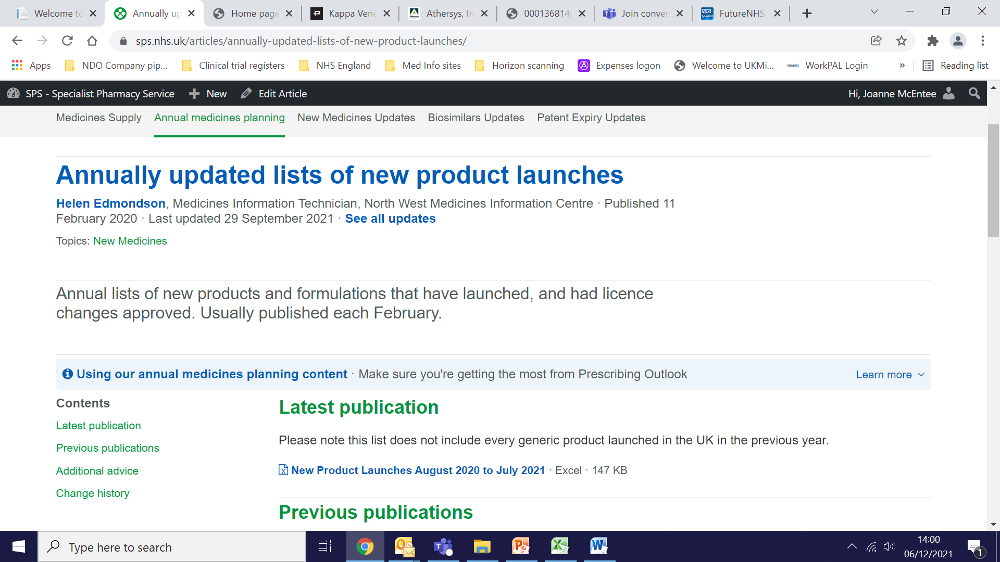 Welcome to
Annually up
Home page
Kappa Vene
Athersys, In
000136814
Join conver
FutureNHS
sps.nhs.uk/articles/annually-updated-lists-of-new-product-launches/
Apps
NDO Company pip...
Clinical trial registers
NHS England
Med Info sites
Horizon scanning
Expenses logon
Welcome to UKMi...
WorkPAL Login
»
Reading list
SPS - Specialist Pharmacy Service
New
Edit Article
Hi, Joanne McEntee
Medicines Supply
Annual medicines planning
New Medicines Updates
Biosimilars Updates
Patent Expiry Updates
Annually updated lists of new product launches
Helen Edmondson, Medicines Information Technician, North West Medicines Information Centre · Published 11
February 2020 · Last updated 29 September 2021 · See all updates
Topics: New Medicines
Annual lists of new products and formulations that have launched, and had licence
changes approved. Usually published each February.
Using our annual medicines planning content · Make sure you're getting the most from Prescribing Outlook
Learn more
Contents
Latest publication
Previous publications
Additional advice
Change history
Latest publication
Please note this list does not include every generic product launched in the UK in the previous year.
New Product Launches August 2020 to July 2021 · Excel · 147 KB
Previous publications
Type here to search
14:00
06/12/2021
1